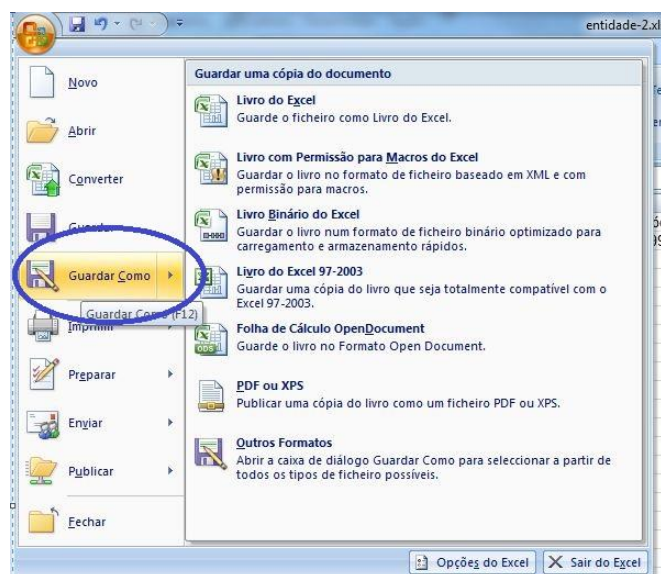 entidade-2.xl
Novo
Abrir
Converter
Guardar
Guardar Como
Guardar Como (F12)
Imprimir
Preparar
Enviar
Publicar
Fechar
Guardar uma cópia do documento
Livro do Excel
Guarde o ficheiro como Livro do Excel.
Livro com Permissão para Macros do Excel
Guardar o livro no formato de ficheiro baseado em XML e com
permissão para macros.
Livro Binário do Excel
Guardar o livro num formato de ficheiro binário optimizado para
carregamento e armazenamento rápidos.
Livro do Excel 97-2003
Guardar uma cópia do livro que seja totalmente compatível com o
Excel 97-2003.
Folha de Cálculo OpenDocument
Guarde o livro no Formato Open Document.
PDF ou XPS
Publicar uma cópia do livro como um ficheiro PDF ou XPS.
Outros Formatos
Abrir a caixa de diálogo Guardar Como para seleccionar a partir de
todos os tipos de ficheiro possíveis.
Opções do Excel
Sair do Excel